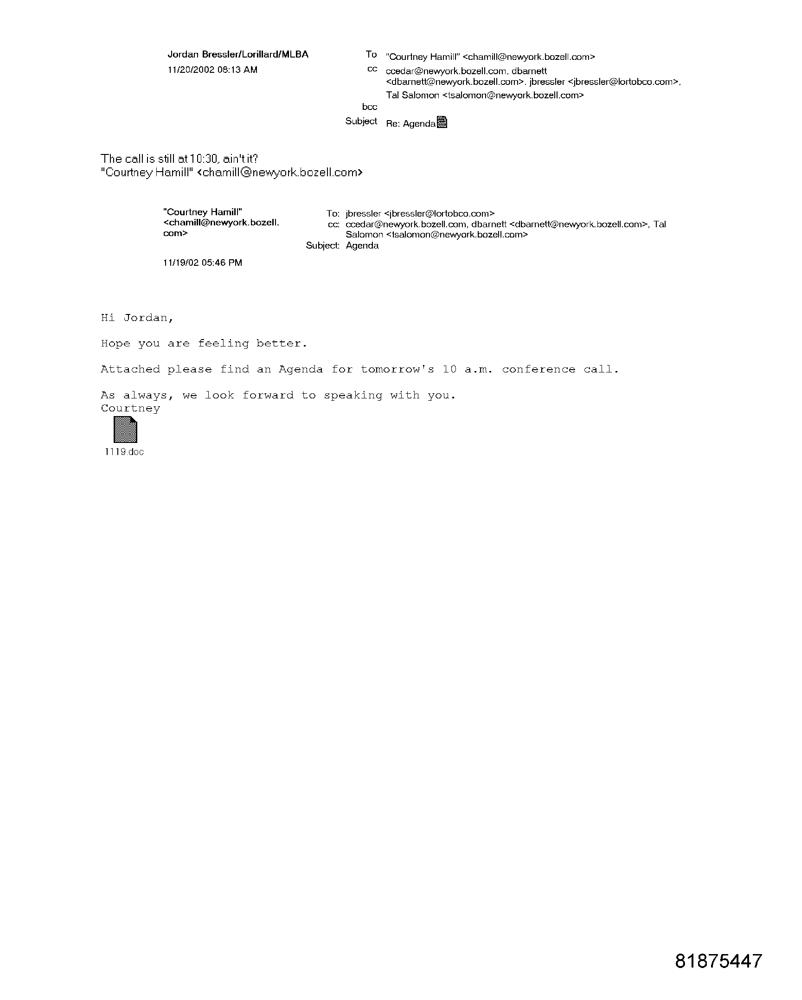 Jordan Bressler/Lorillard/MLBA
11/20/2002 08:13 AM
To "Courtney Hamill" <chamill@newyork.bozell.com>
cc ccedar@newyork.bozell.com, dbarnett
<dbarnett@newyork.bozell.com>, jbressler <jbressler@lortobco.com>,
Tal Salomon <tsalomon@newyork.bozell.com>
bcc
Subject Re: Agenda
The call is still at 10:30, ain't it?
"Courtney Hamill" <chamill@newyork.bozell.com>
"Courtney Hamill"
<chamill@newyork.bozell.
com>
11/19/02 05:46 PM
To: jbressler <jbressler@lortobco.com>
cc: ccedar@newyork.bozell.com, dbarnett <dbarnett@newyork.bozell.com>, Tal
Salomon <tsalomon@newyork.bozell.com>
Subject: Agenda
Hi Jordan,
Hope you are feeling better.
Attached please find an Agenda for tomorrow's 10 a.m. conference call.
As always, we look forward to speaking with you.
Courtney
1119.doc
81875447